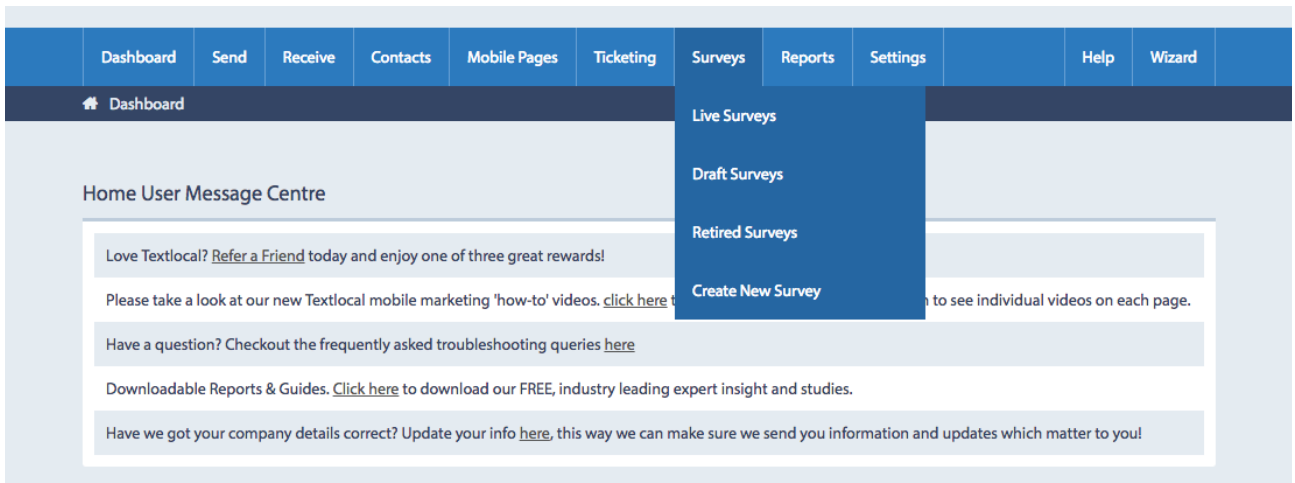 Dashboard Send Receive Contacts Mobile Pages Ticketing Surveys Reports Settings Help Wizard
Dashboard
Live Surveys
Draft Surveys
Retired Surveys
Create New Survey
Home User Message Centre
Love Textlocal? Refer a Friend today and enjoy one of three great rewards!
Please take a look at our new Textlocal mobile marketing 'how-to' videos. click here to see individual videos on each page.
Have a question? Checkout the frequently asked troubleshooting queries here
Downloadable Reports & Guides. Click here to download our FREE, industry leading expert insight and studies.
Have we got your company details correct? Update your info here, this way we can make sure we send you information and updates which matter to you!